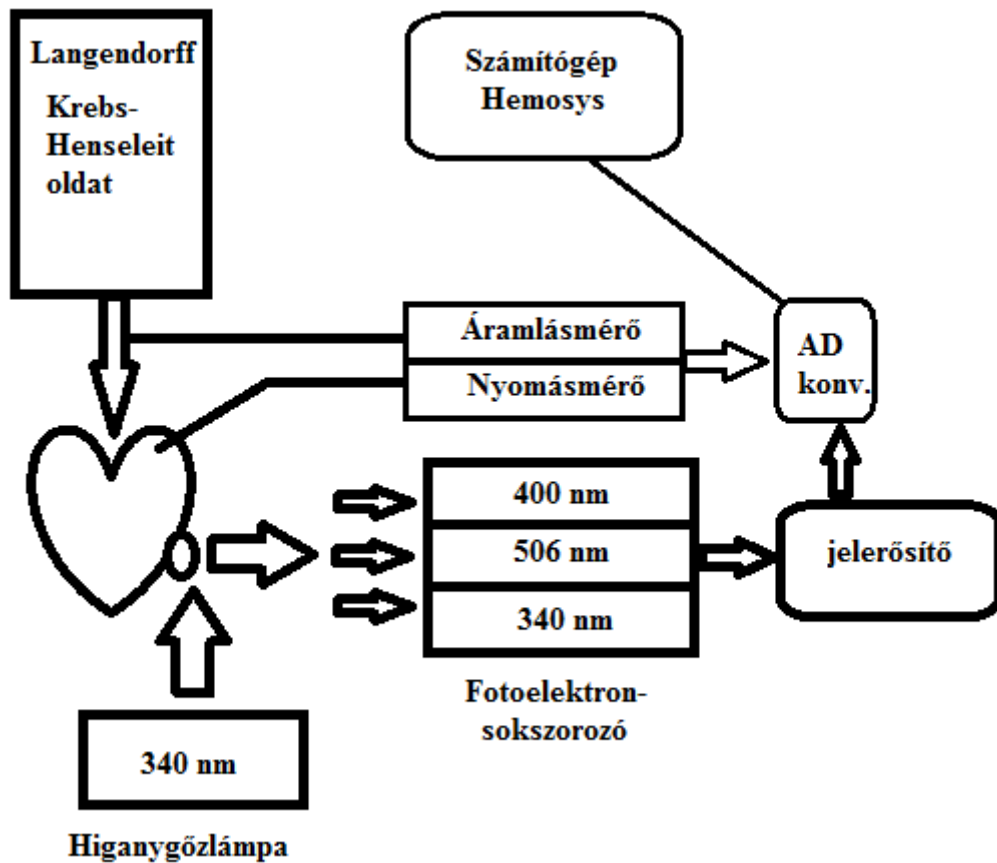 Langendorff
Krebs-
Henseleit
oldat
Számítógép
Hemosys
Áramlásmérő
Nyomásmérő
AD
konv.
400 nm
506 nm
340 nm
jelerősítő
Fotoelektron-
sokszorozó
340 nm
Higanygőzlámpa